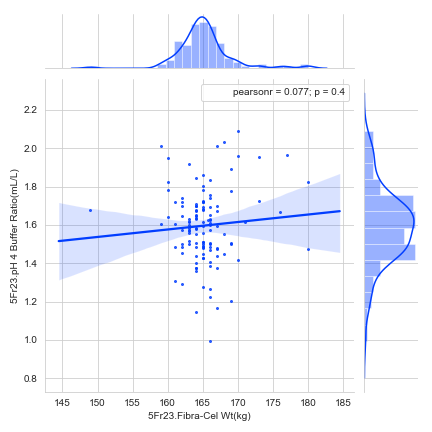 pearsonr = 0.077; p = 0.4
5Fr23.pH 4 Buffer Ratio(mL/L)
2.2
2.0
1.8
1.6
1.4
1.2
1.0
0.8
145 150 155 160 165 170 175 180 185
5Fr23.Fibra-Cel Wt(kg)